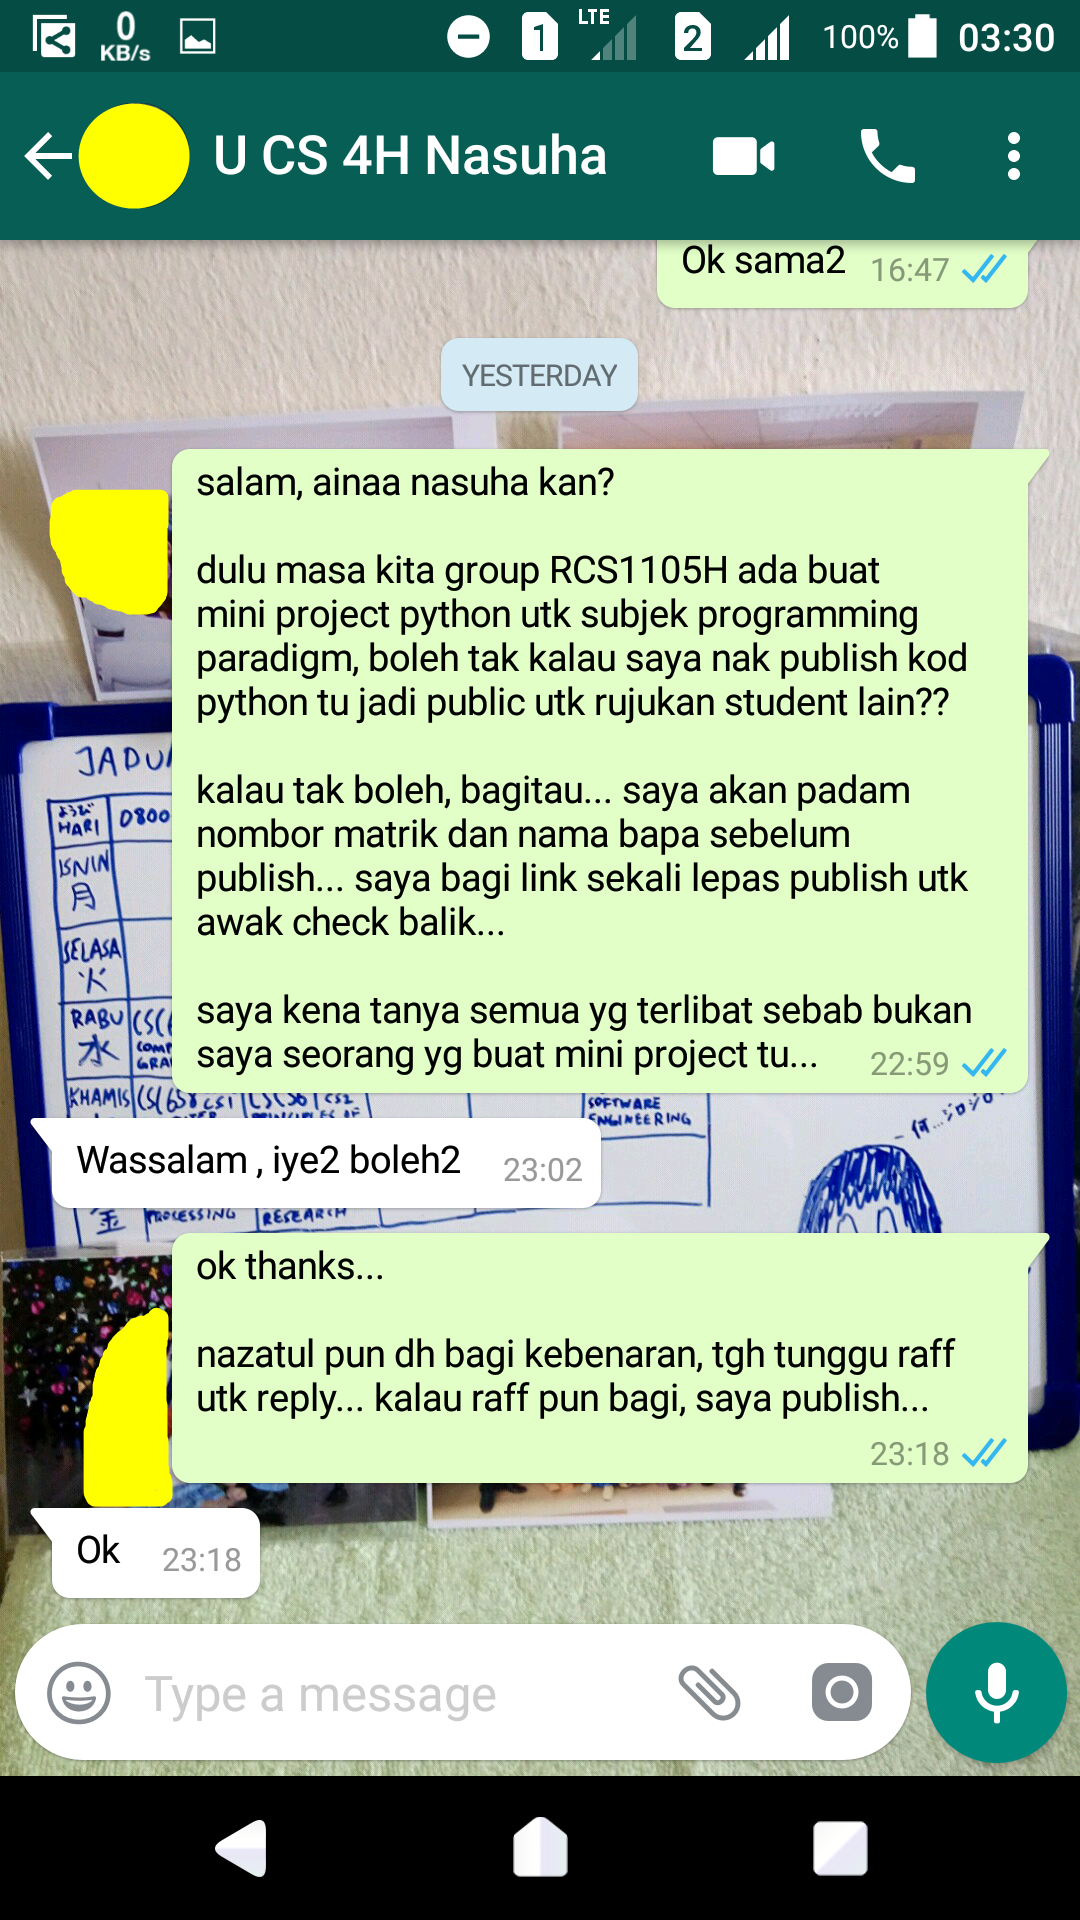 0
KB/s
1
LTE
2
100%
03:30
U CS 4H Nasuha
Ok sama2 16:47
YESTERDAY
salam, ainaa nasuha kan?
dulu masa kita group RCS1105H ada buat
mini project python utk subjek programming
paradigm, boleh tak kalau saya nak publish kod
python tu jadi public utk rujukan student lain??
kalau tak boleh, bagitau... saya akan padam
nombor matrik dan nama bapa sebelum
publish... saya bagi link sekali lepas publish utk
awak check balik...
saya kena tanya semua yg terlibat sebab bukan
saya seorang yg buat mini project tu... 22:59
Wassalam , iye2 boleh2 23:02
ok thanks...
nazatul pun dh bagi kebenaran, tgh tunggu raff
utk reply... kalau raff pun bagi, saya publish...
23:18
Ok 23:18
Type a message
HARI 0800
ISNIN
月
SELASA
火
RABU
水
KHAMIS
SOFTWARE
ENGINEERING
金 PROCESSING RESEARCH